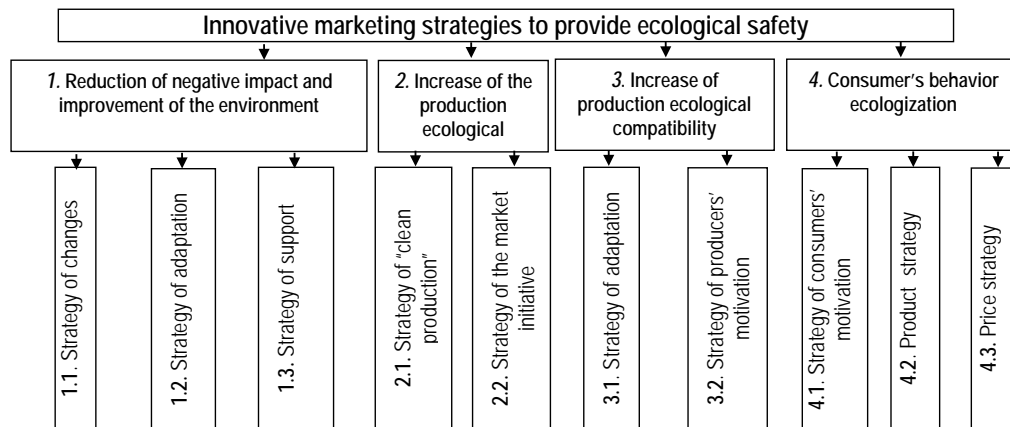 Innovative marketing strategies to provide ecological safety
1. Reduction of negative impact and
improvement of the environment
2. Increase of the
production
ecological
3. Increase of
production ecological
compatibility
4. Consumer's behavior
ecologization
1.1. Strategy of changes
1.2. Strategy of adaptation
1.3. Strategy of support
2.1. Strategy of "clean
production"
2.2. Strategy of the market
initiative
3.1. Strategy of adaptation
3.2. Strategy of producers'
motivation
4.1. Strategy of consumers'
motivation
4.2. Product strategy
4.3. Price strategy